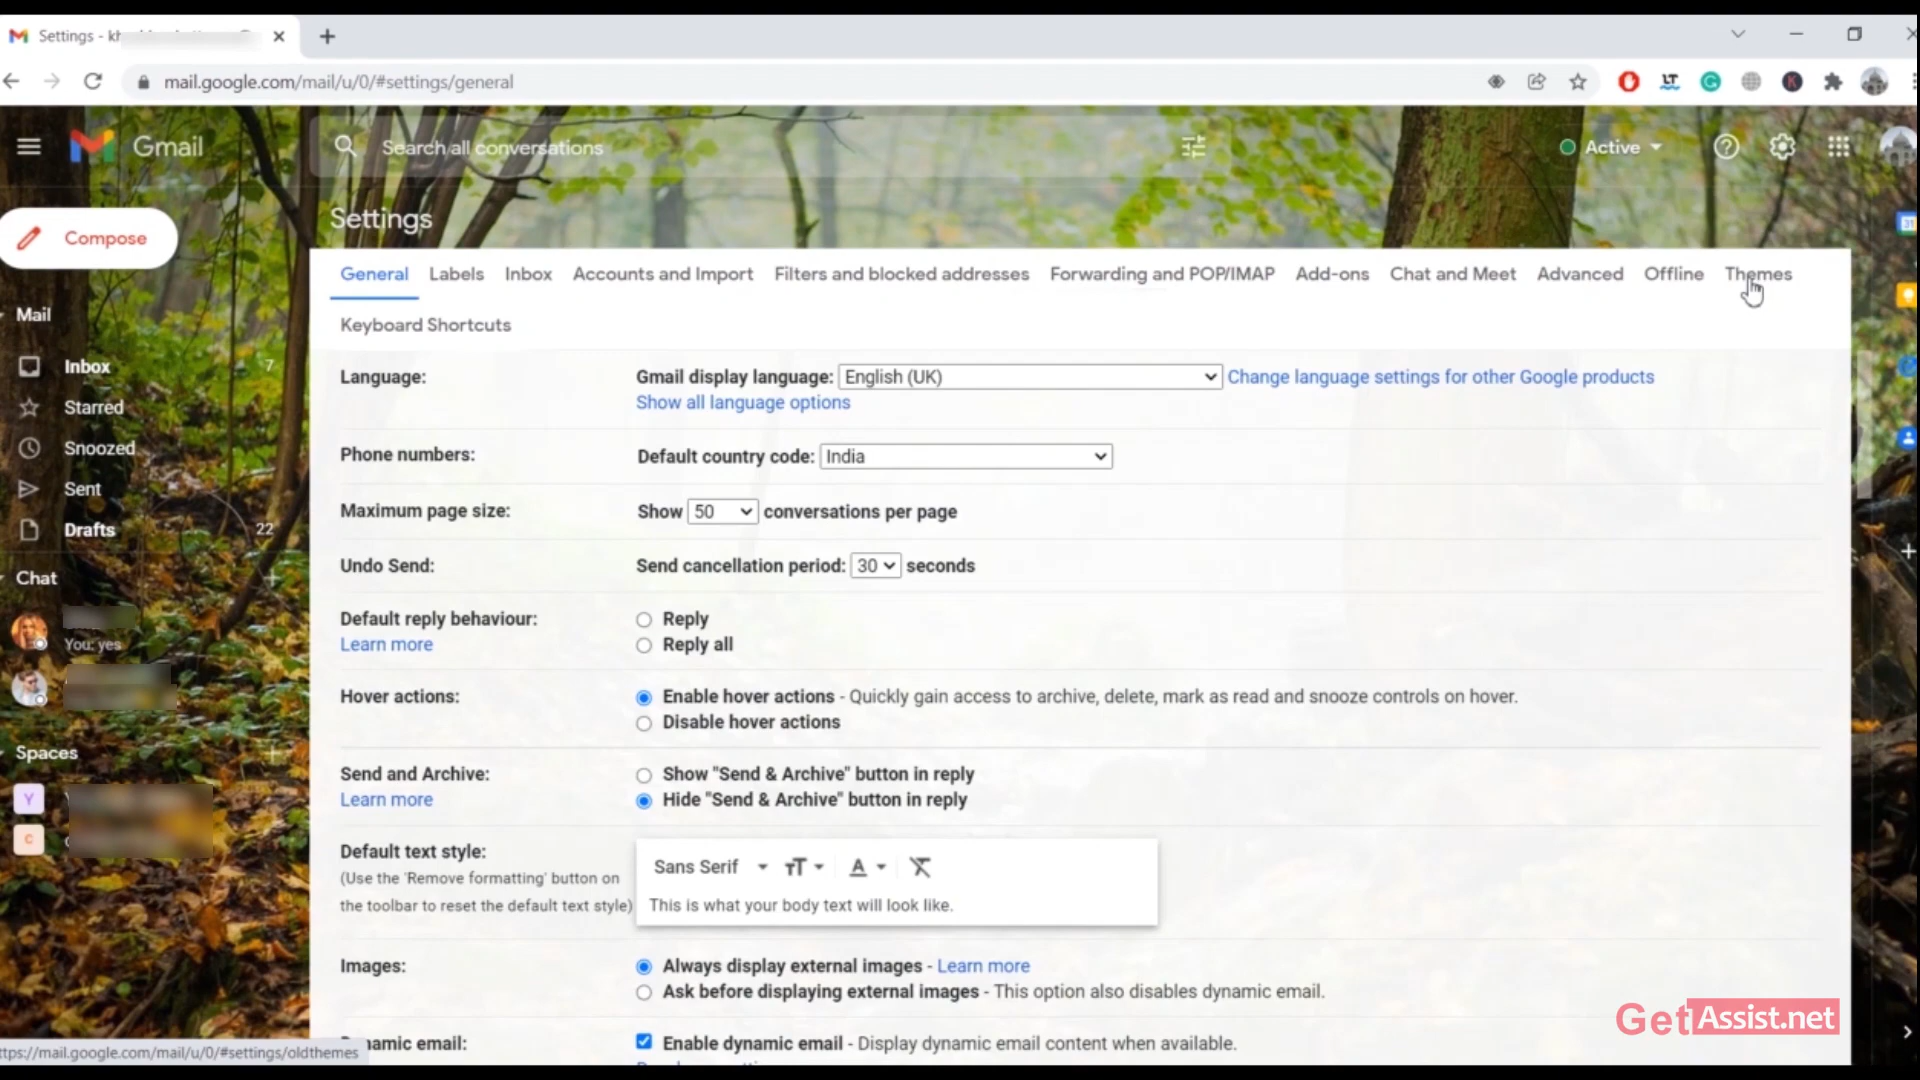 Settings - kh
mail.google.com/mail/u/0/#settings/general
Gmail
Search all conversations
Active
Settings
Compose
General Labels Inbox Accounts and Import Filters and blocked addresses Forwarding and POP/IMAP Add-ons Chat and Meet Advanced Offline Themes
Keyboard Shortcuts
Mail
Inbox 7
Starred
Snoozed
Sent
Drafts 22
Chat
You: yes
Spaces
Y
C
Language: Gmail display language: English (UK) Change language settings for other Google products
Show all language options
Phone numbers: Default country code: India
Maximum page size: Show 50 conversations per page
Undo Send: Send cancellation period: 30 seconds
Default reply behaviour: Reply
Learn more Reply all
Hover actions: Enable hover actions - Quickly gain access to archive, delete, mark as read and snooze controls on hover.
Disable hover actions
Send and Archive: Show "Send & Archive" button in reply
Learn more Hide "Send & Archive" button in reply
Default text style: Sans Serif
(Use the 'Remove formatting' button on
the toolbar to reset the default text style) This is what your body text will look like.
Images: Always display external images - Learn more
Ask before displaying external images - This option also disables dynamic email.
namic email: Enable dynamic email - Display dynamic email content when available.
ttps://mail.google.com/mail/u/0/#settings/oldthemes
GetAssist.net